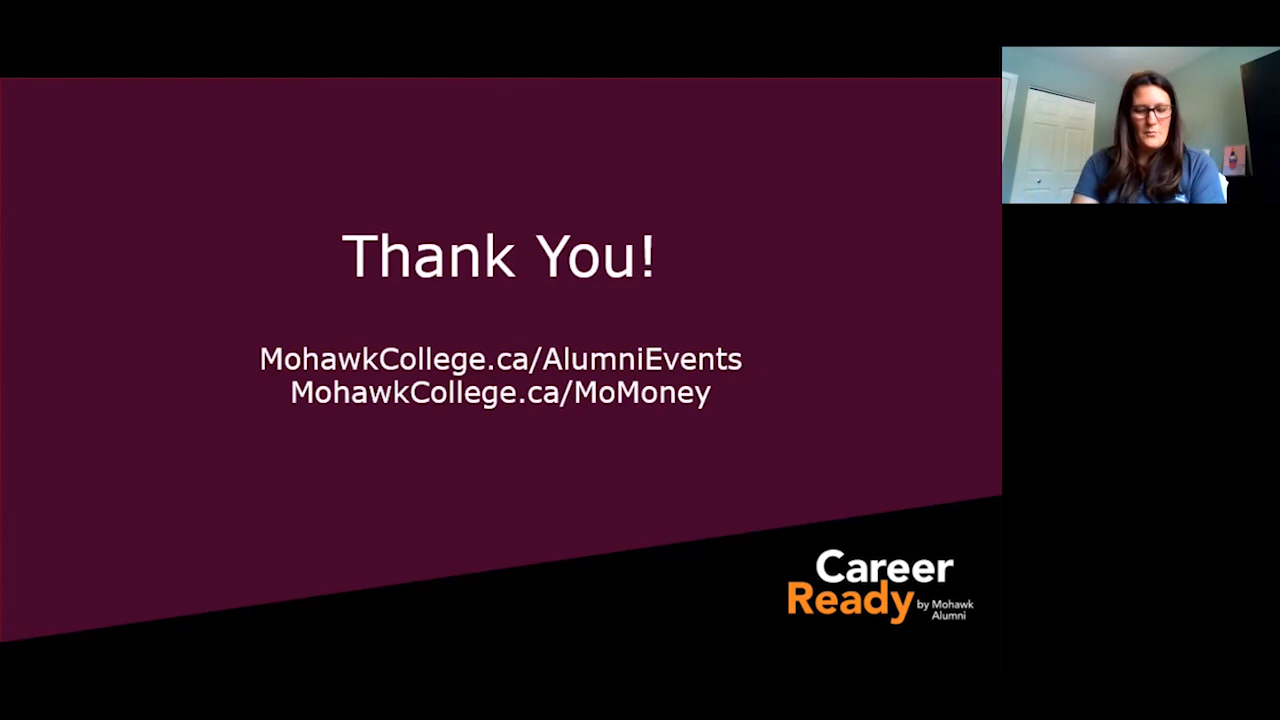 Thank You!
MohawkCollege.ca/AlumniEvents
MohawkCollege.ca/MoMoney
Career
Ready by Mohawk
Alumni